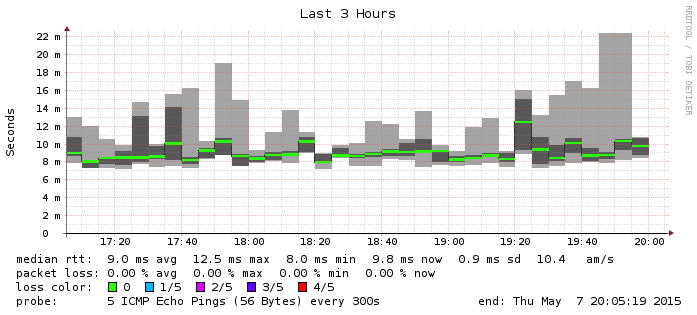 Last 3 Hours
RRDTOOL / TOBI OETIKER
Seconds
22 m
20 m
18 m
16 m
14 m
12 m
10 m
8 m
6 m
4 m
2 m
0
17:20 17:40 18:00 18:20 18:40 19:00 19:20 19:40 20:00
median rtt: 9.0 ms avg 12.5 ms max 8.0 ms min 9.8 ms now 0.9 ms sd 10.4 am/s
packet loss: 0.00 % avg 0.00 % max 0.00 % min 0.00 % now
loss color: 0 1/5 2/5 3/5 4/5
probe: 5 ICMP Echo Pings (56 Bytes) every 300s end: Thu May 7 20:05:19 2015